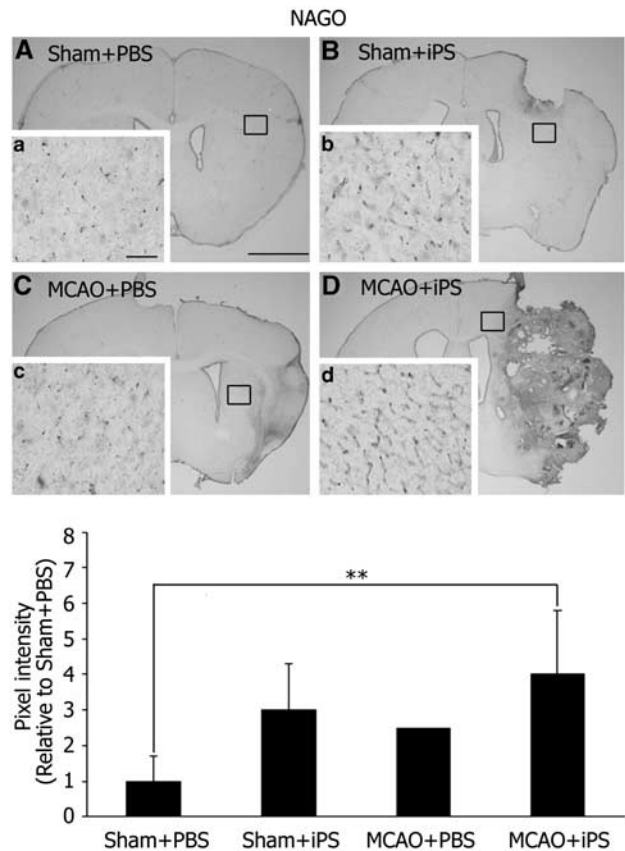 NAGO
A Sham+PBS
B Sham+iPS
a
b
C MCAO+PBS
D MCAO+iPS
c
d
Pixel intensity
(Relative to Sham+PBS)
8
7
6
5
4
3
2
1
0
**
Sham+PBS Sham+iPS MCAO+PBS MCAO+iPS